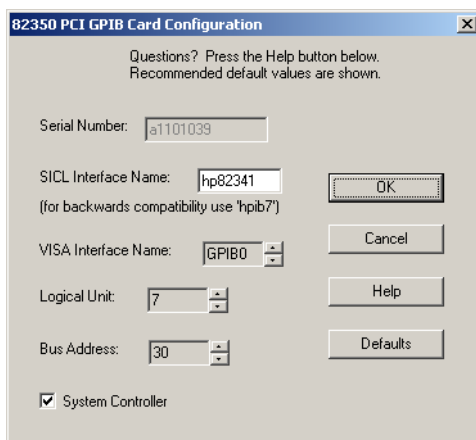 82350 PCI GPIB Card Configuration
Questions? Press the Help button below.
Recommended default values are shown.
Serial Number: a1101039
SICL Interface Name: hp82341
(for backwards compatibility use 'hpib7')
OK
VISA Interface Name: GPIB0
Cancel
Logical Unit: 7
Help
Bus Address: 30
Defaults
System Controller